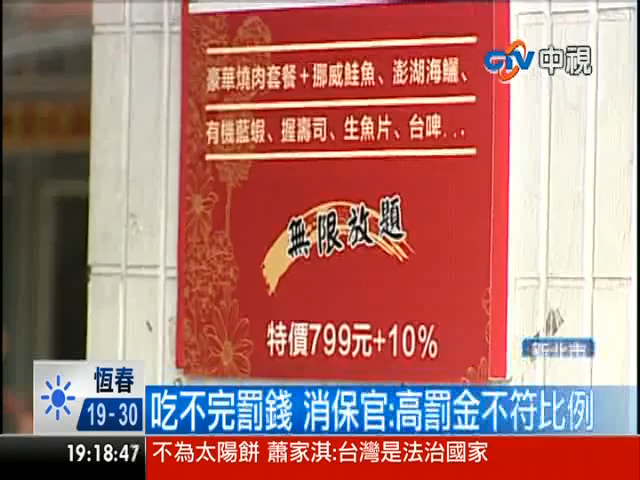 CTV中視
豪華燒肉套餐+挪威鮭魚、澎湖海鱺、
有機藍蝦、握壽司、生魚片、台啤...
無限放題
特價799元+10%
新北市
恆春
19-30
吃不完罰錢 消保官:高罰金不符比例
19:18:47
不為太陽餅 蕭家淇:台灣是法治國家